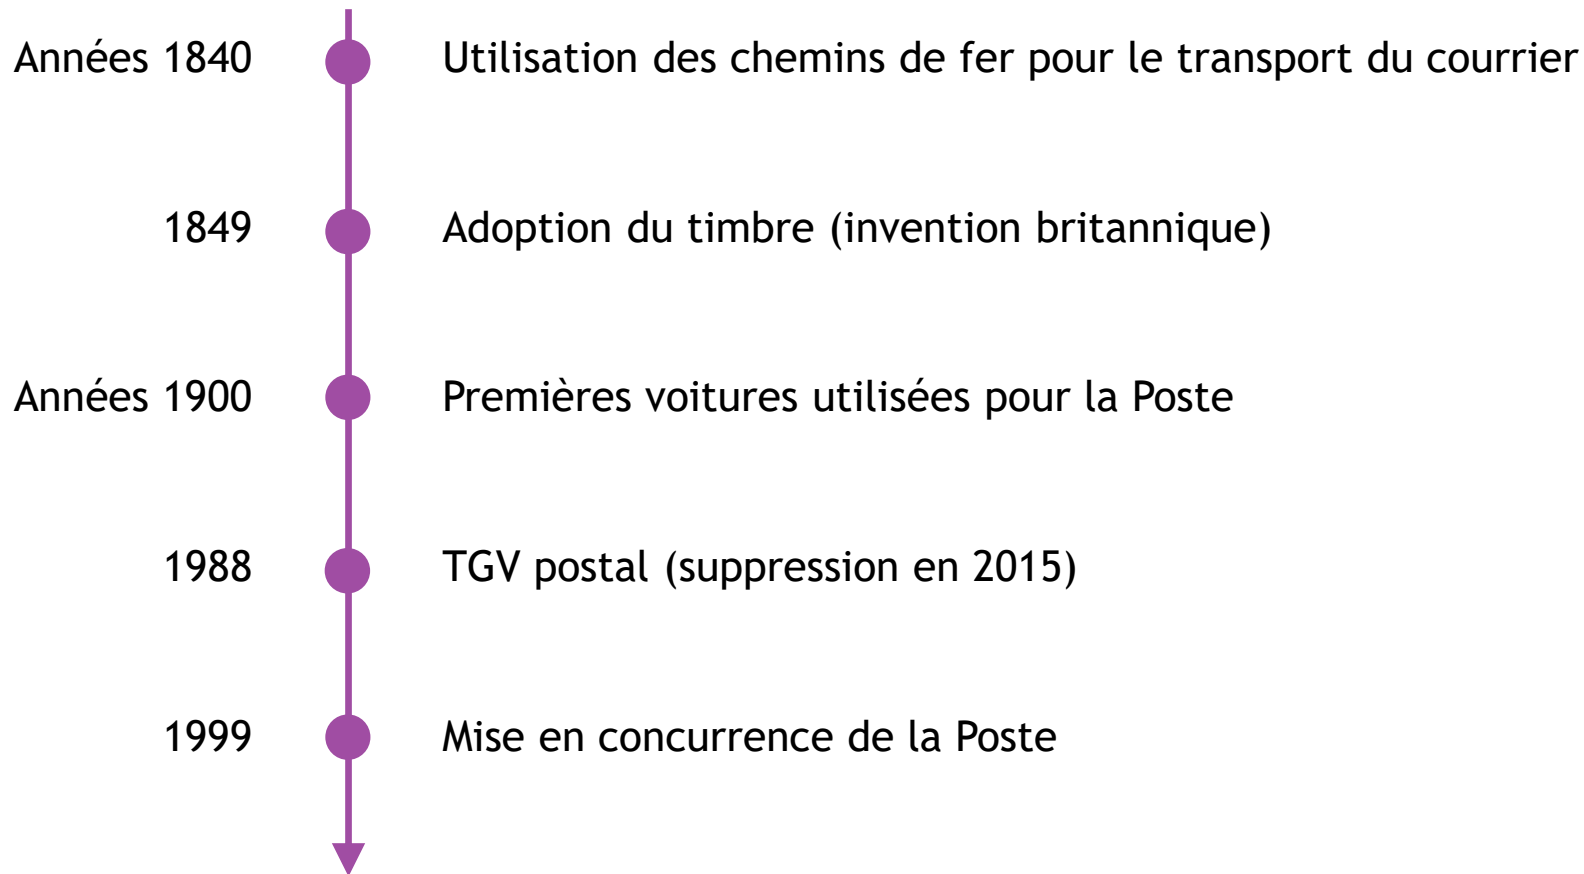 Années 1840 Utilisation des chemins de fer pour le transport du courrier
1849 Adoption du timbre (invention britannique)
Années 1900 Premières voitures utilisées pour la Poste
1988 TGV postal (suppression en 2015)
1999 Mise en concurrence de la Poste